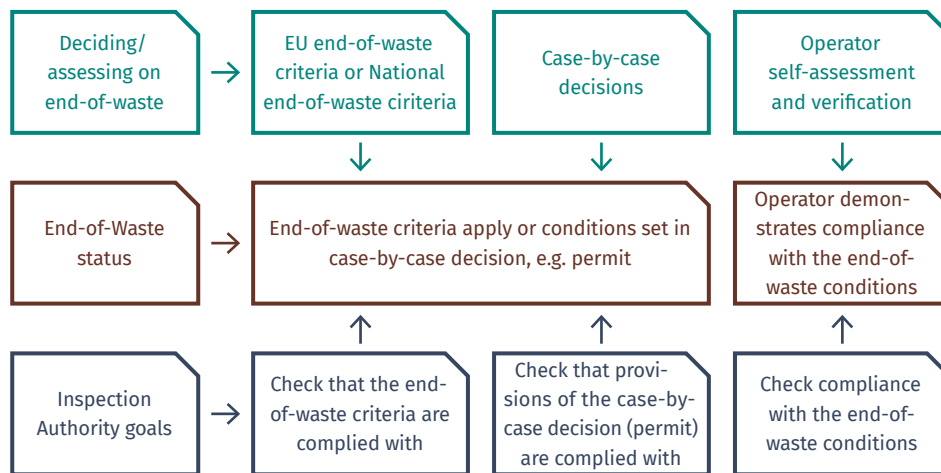 Deciding/
assessing on
end-of-waste
EU end-of-waste
criteria or National
end-of-waste ciriteria
Case-by-case
decisions
Operator
self-assessment
and verification
End-of-Waste
status
End-of-waste criteria apply or conditions set in
case-by-case decision, e.g. permit
Operator demon-
strates compliance
with the end-of-
waste conditions
Inspection
Authority goals
Check that the end-
of-waste criteria are
complied with
Check that provi-
sions of the case-by-
case decision (permit)
are complied with
Check compliance
with the end-of-
waste conditions